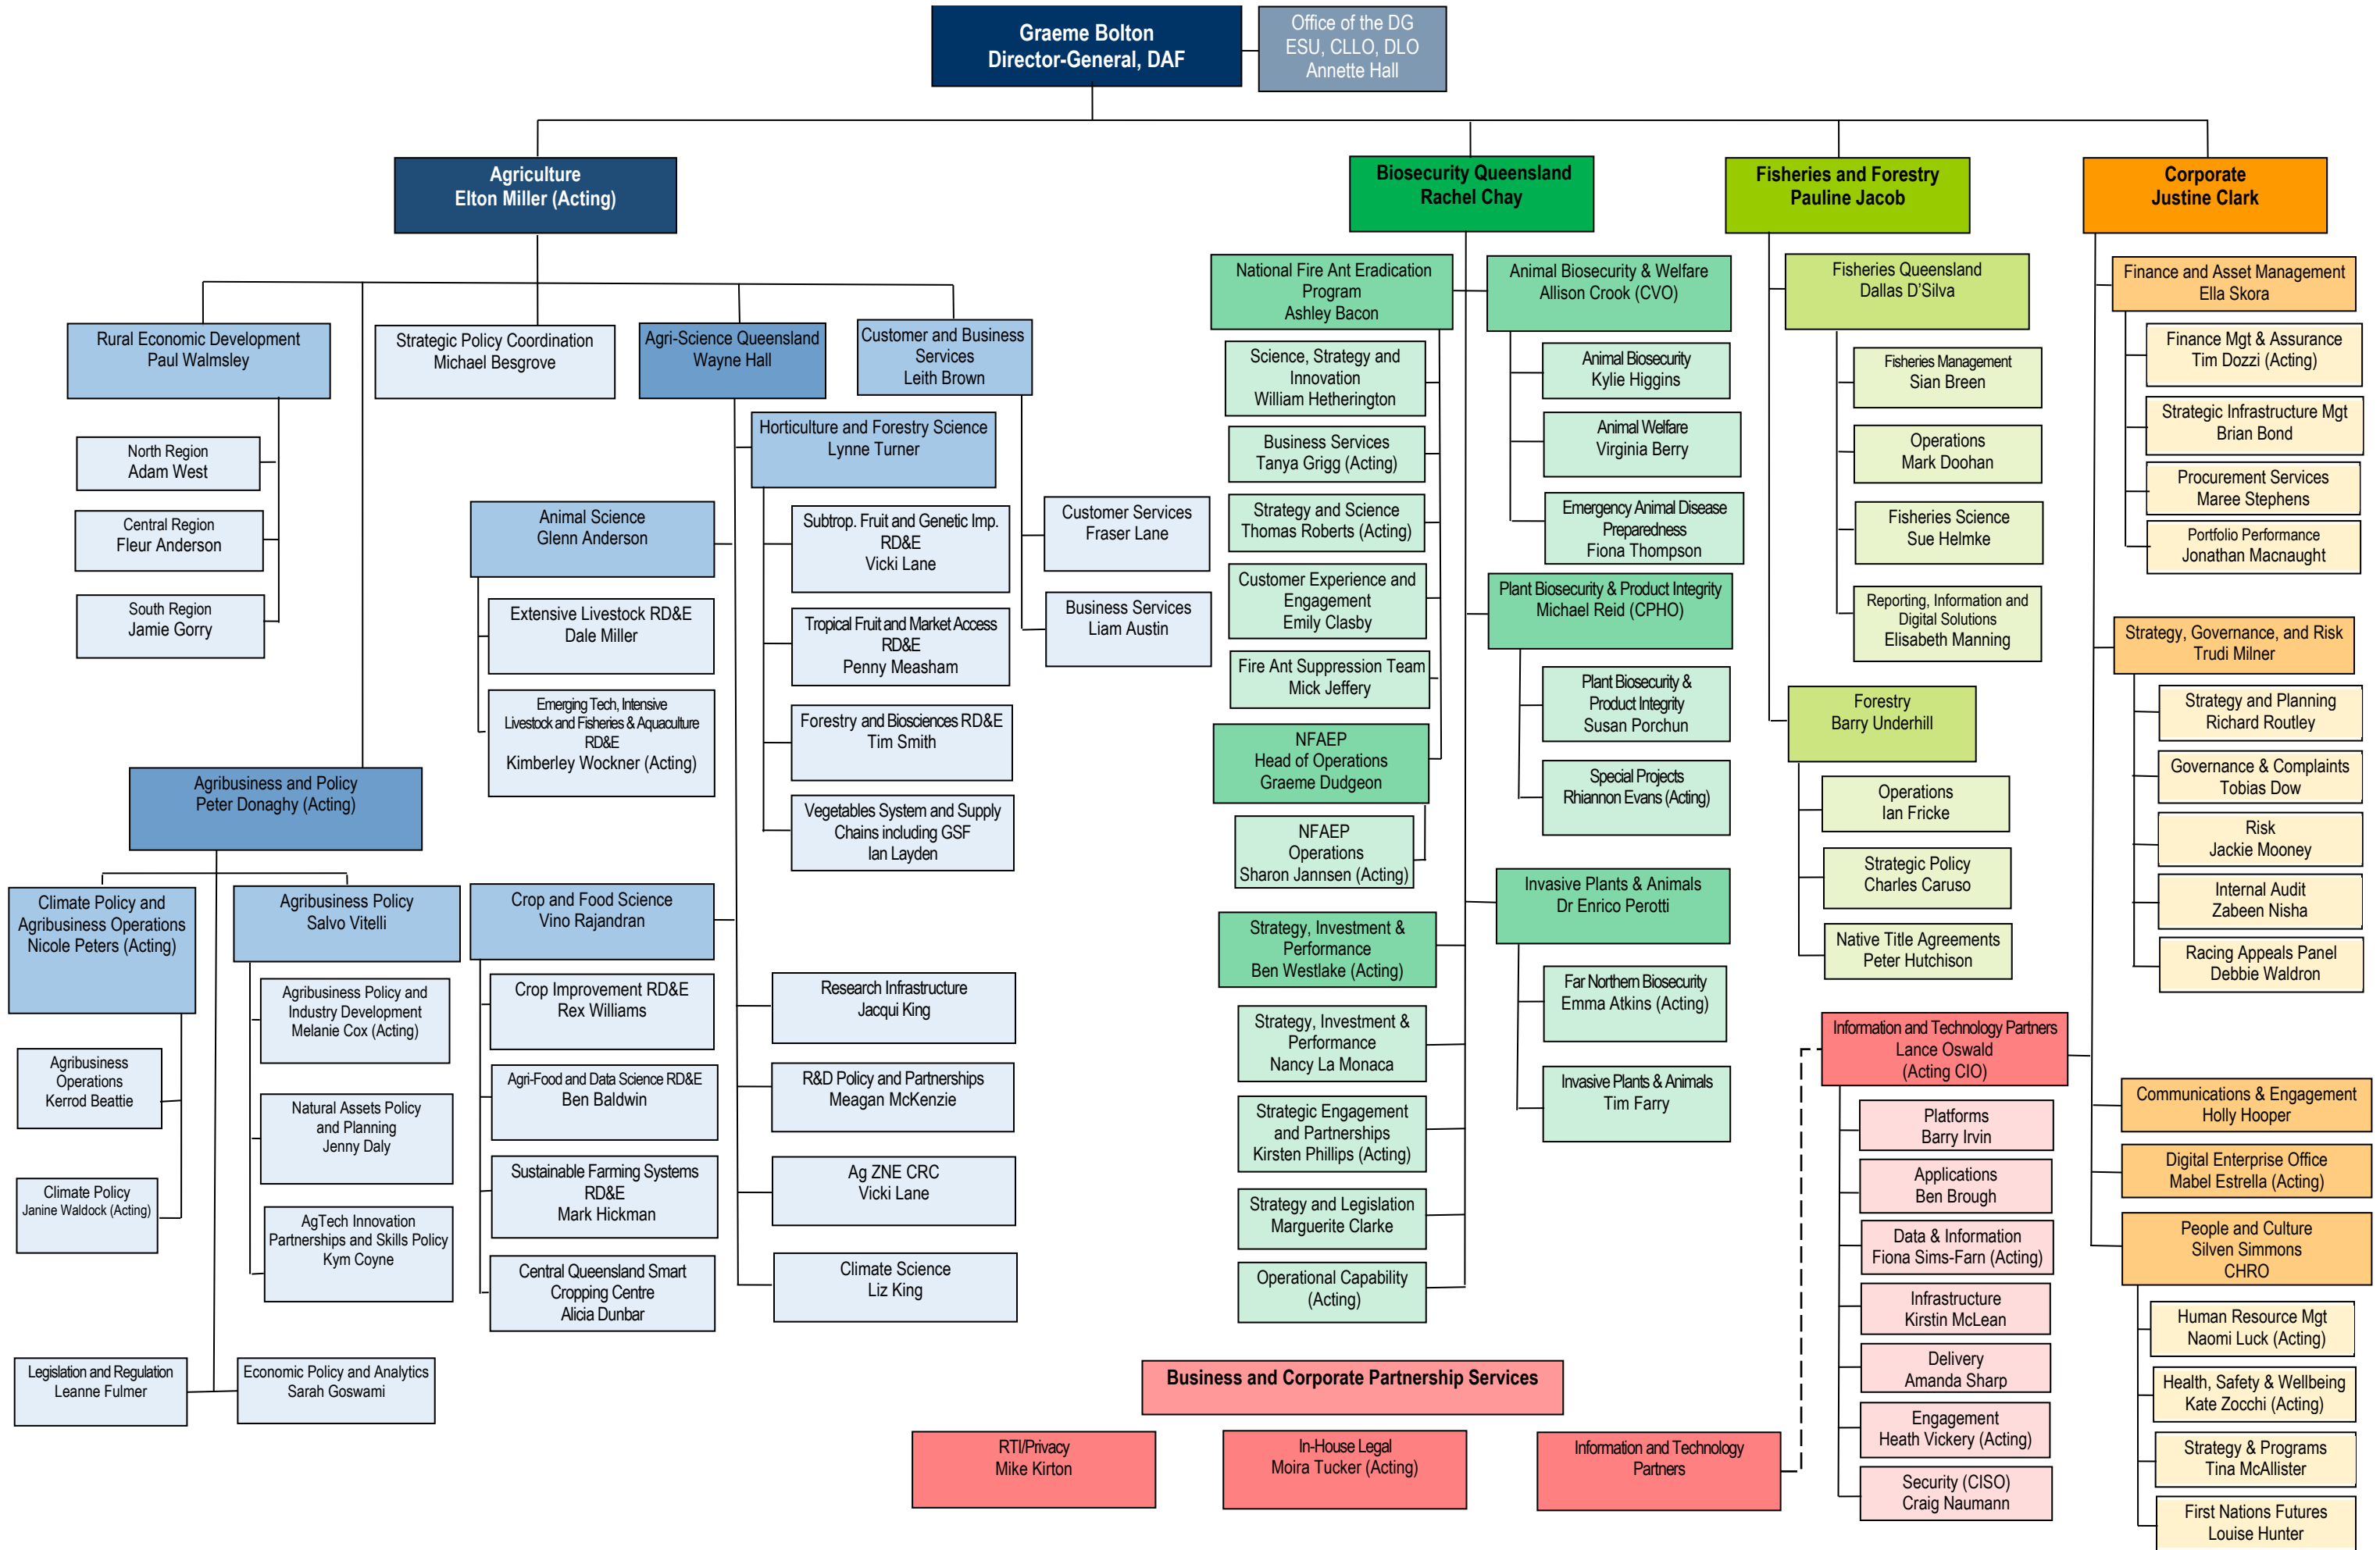 Graeme Bolton
Director-General, DAF
Office of the DG
ESU, CLLO, DLO
Annette Hall
Agriculture
Elton Miller (Acting)
Biosecurity Queensland
Rachel Chay
Fisheries and Forestry
Pauline Jacob
Corporate
Justine Clark
Rural Economic Development
Paul Walmsley
North Region
Adam West
Central Region
Fleur Anderson
South Region
Jamie Gorry
Strategic Policy Coordination
Michael Besgrove
Agri-Science Queensland
Wayne Hall
Customer and Business
Services
Leith Brown
Horticulture and Forestry Science
Lynne Turner
Subtrop. Fruit and Genetic Imp.
RD&E
Vicki Lane
Tropical Fruit and Market Access
RD&E
Penny Measham
Forestry and Biosciences RD&E
Tim Smith
Vegetables System and Supply
Chains including GSF
Ian Layden
Customer Services
Fraser Lane
Business Services
Liam Austin
Animal Science
Glenn Anderson
Extensive Livestock RD&E
Dale Miller
Emerging Tech, Intensive
Livestock and Fisheries & Aquaculture
RD&E
Kimberley Wockner (Acting)
Agribusiness and Policy
Peter Donaghy (Acting)
Climate Policy and
Agribusiness Operations
Nicole Peters (Acting)
Agribusiness
Operations
Kerrod Beattie
Climate Policy
Janine Waldock (Acting)
Agribusiness Policy
Salvo Vitelli
Agribusiness Policy and
Industry Development
Melanie Cox (Acting)
Natural Assets Policy
and Planning
Jenny Daly
AgTech Innovation
Partnerships and Skills Policy
Kym Coyne
Legislation and Regulation
Leanne Fulmer
Economic Policy and Analytics
Sarah Goswami
Crop and Food Science
Vino Rajandran
Crop Improvement RD&E
Rex Williams
Agri-Food and Data Science RD&E
Ben Baldwin
Sustainable Farming Systems
RD&E
Mark Hickman
Central Queensland Smart
Cropping Centre
Alicia Dunbar
Research Infrastructure
Jacqui King
R&D Policy and Partnerships
Meagan McKenzie
Ag ZNE CRC
Vicki Lane
Climate Science
Liz King
National Fire Ant Eradication
Program
Ashley Bacon
Science, Strategy and
Innovation
William Hetherington
Business Services
Tanya Grigg (Acting)
Strategy and Science
Thomas Roberts (Acting)
Customer Experience and
Engagement
Emily Clasby
Fire Ant Suppression Team
Mick Jeffery
NFAEP
Head of Operations
Graeme Dudgeon
NFAEP
Operations
Sharon Jannsen (Acting)
Strategy, Investment &
Performance
Ben Westlake (Acting)
Strategy, Investment &
Performance
Nancy La Monaca
Strategic Engagement
and Partnerships
Kirsten Phillips (Acting)
Strategy and Legislation
Marguerite Clarke
Operational Capability
(Acting)
Animal Biosecurity & Welfare
Allison Crook (CVO)
Animal Biosecurity
Kylie Higgins
Animal Welfare
Virginia Berry
Emergency Animal Disease
Preparedness
Fiona Thompson
Plant Biosecurity & Product Integrity
Michael Reid (CPHO)
Plant Biosecurity &
Product Integrity
Susan Porchun
Special Projects
Rhiannon Evans (Acting)
Invasive Plants & Animals
Dr Enrico Perotti
Far Northern Biosecurity
Emma Atkins (Acting)
Invasive Plants & Animals
Tim Farry
Fisheries Queensland
Dallas D'Silva
Fisheries Management
Sian Breen
Operations
Mark Doohan
Fisheries Science
Sue Helmke
Reporting, Information and
Digital Solutions
Elisabeth Manning
Forestry
Barry Underhill
Operations
Ian Fricke
Strategic Policy
Charles Caruso
Native Title Agreements
Peter Hutchison
Finance and Asset Management
Ella Skora
Finance Mgt & Assurance
Tim Dozzi (Acting)
Strategic Infrastructure Mgt
Brian Bond
Procurement Services
Maree Stephens
Portfolio Performance
Jonathan Macnaught
Strategy, Governance, and Risk
Trudi Milner
Strategy and Planning
Richard Routley
Governance & Complaints
Tobias Dow
Risk
Jackie Mooney
Internal Audit
Zabeen Nisha
Racing Appeals Panel
Debbie Waldron
Information and Technology Partners
Lance Oswald
(Acting CIO)
Platforms
Barry Irvin
Applications
Ben Brough
Data & Information
Fiona Sims-Farn (Acting)
Infrastructure
Kirstin McLean
Delivery
Amanda Sharp
Engagement
Heath Vickery (Acting)
Security (CISO)
Craig Naumann
Communications & Engagement
Holly Hooper
Digital Enterprise Office
Mabel Estrella (Acting)
People and Culture
Silven Simmons
CHRO
Human Resource Mgt
Naomi Luck (Acting)
Health, Safety & Wellbeing
Kate Zocchi (Acting)
Strategy & Programs
Tina McAllister
First Nations Futures
Louise Hunter
Business and Corporate Partnership Services
RTI/Privacy
Mike Kirton
In-House Legal
Moira Tucker (Acting)
Information and Technology
Partners